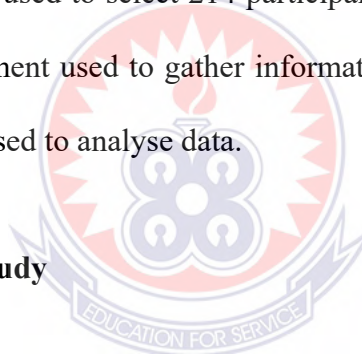 used to select 214 participa
ment used to gather informat
sed to analyse data.
udy
EDUCATION FOR SERVICE